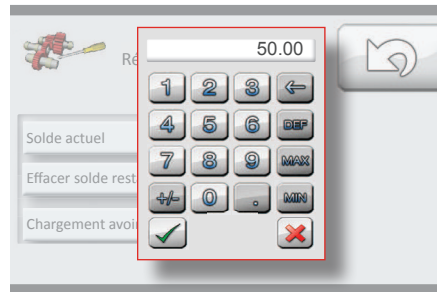 Ré
50.00
1 2 3 ←
4 5 6 DEF
7 8 9 MAX
+/- 0 . MIN
Solde actuel
Effacer solde rest
Chargement avoi